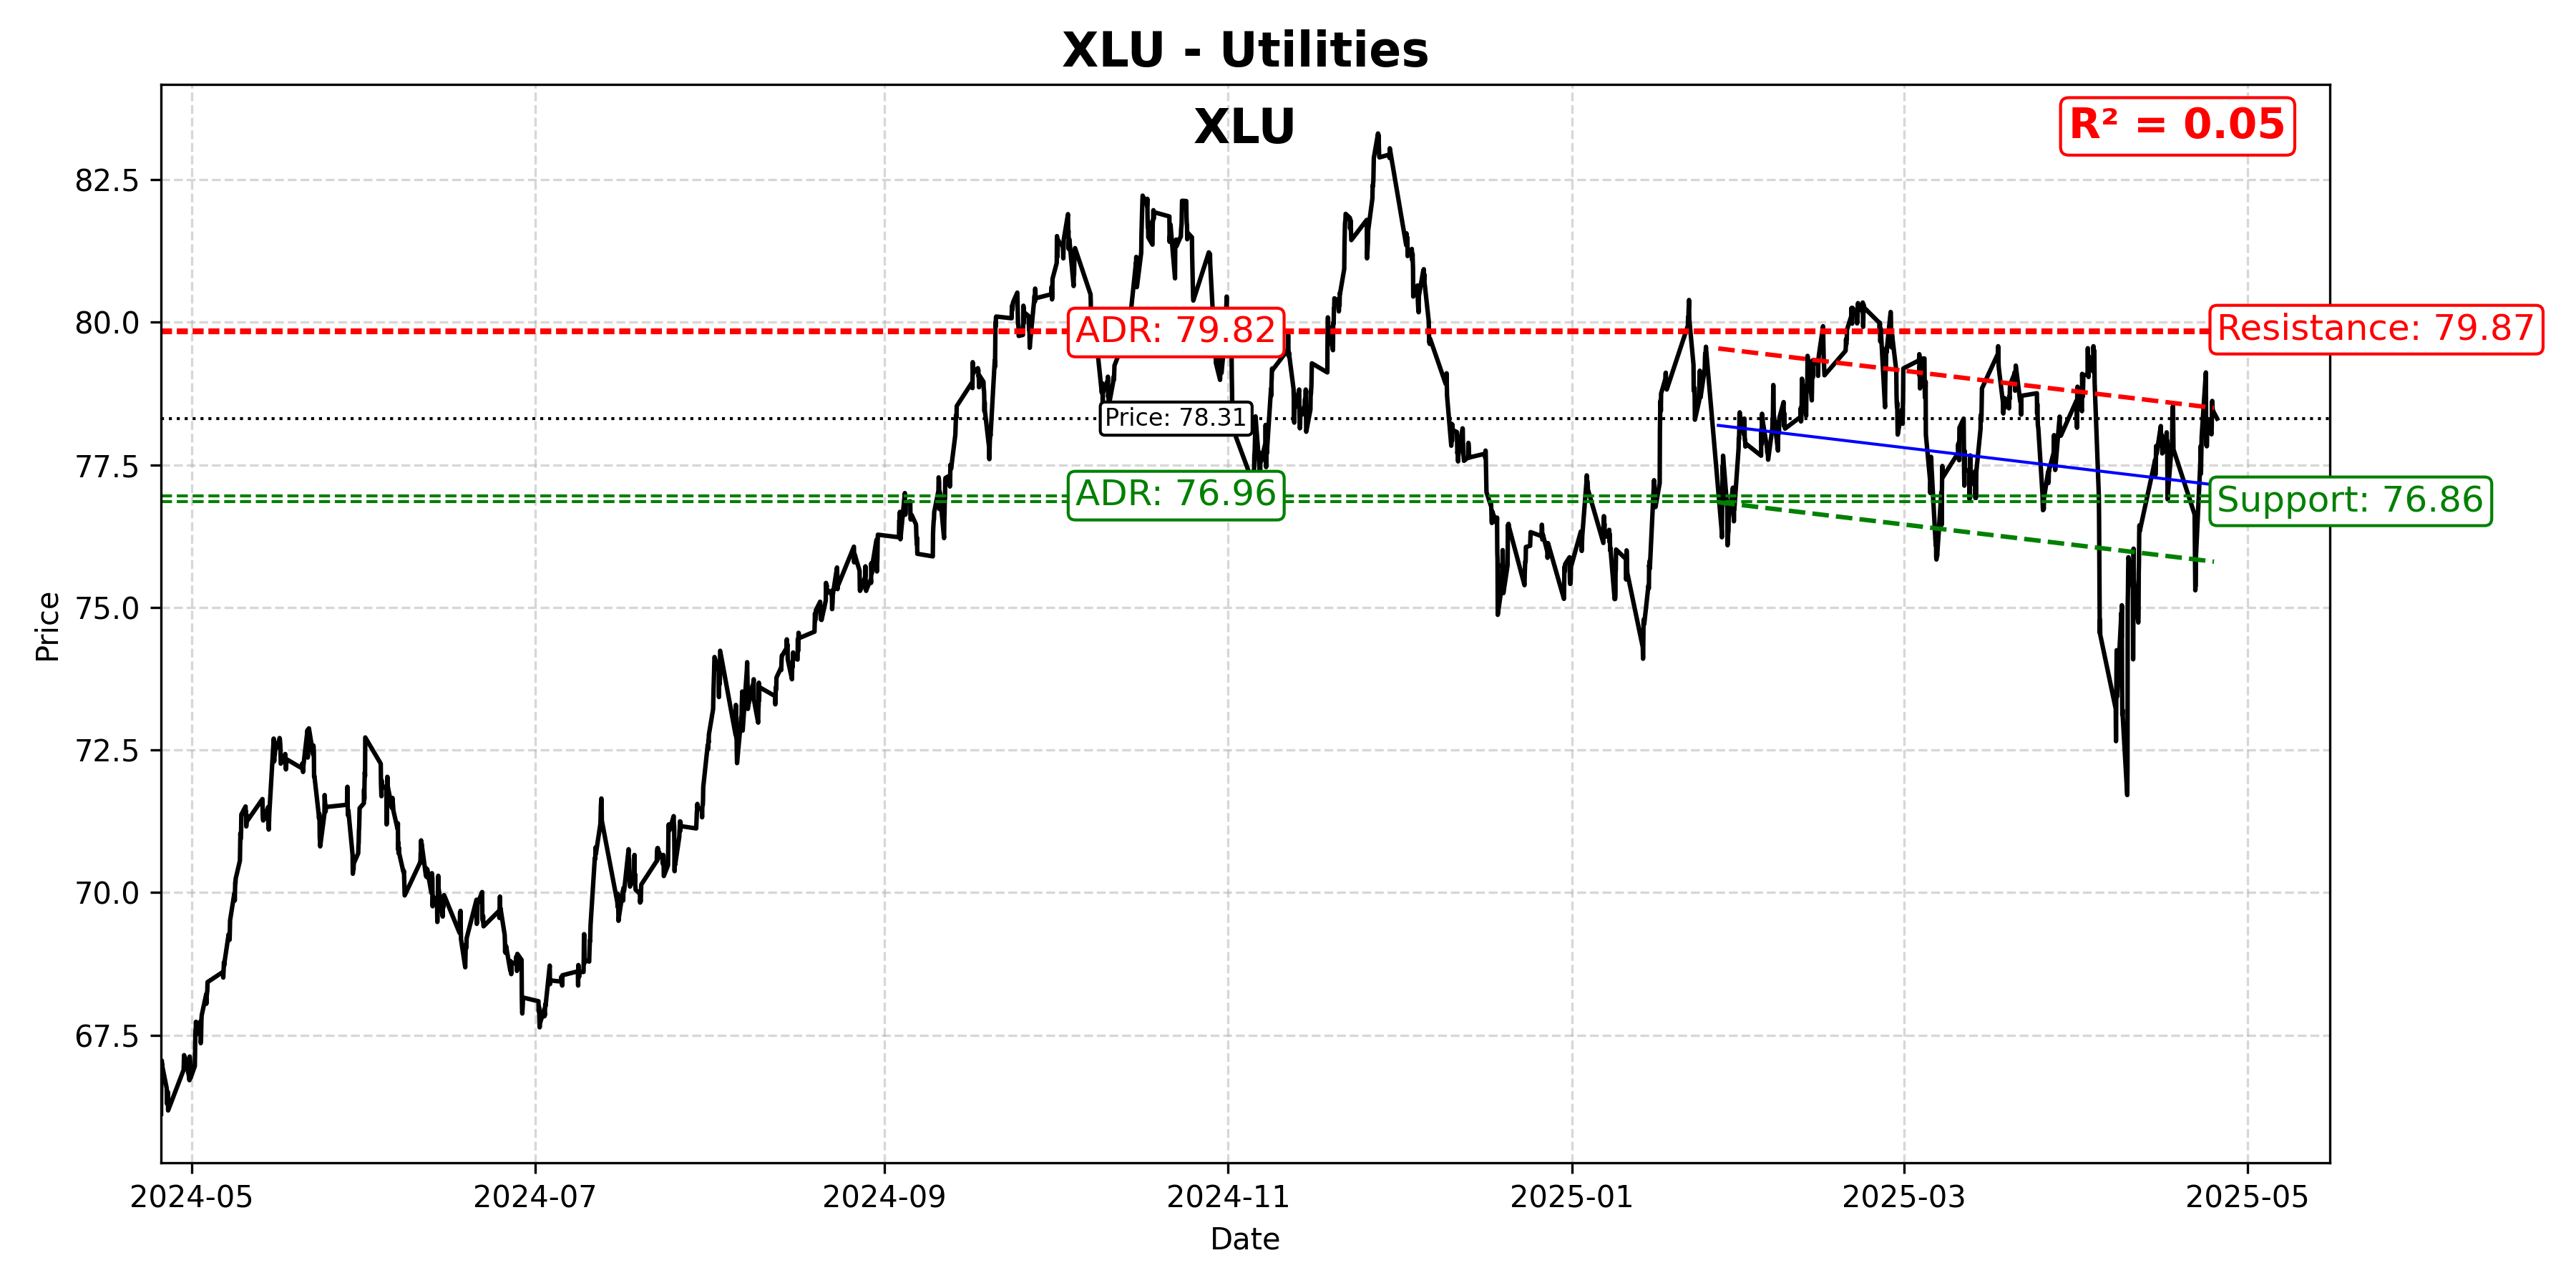 XLU - Utilities
XLU
R² = 0.05
82.5
80.0
77.5
75.0
72.5
70.0
67.5
Price
ADR: 79.82
Resistance: 79.87
Price: 78.31
ADR: 76.96
Support: 76.86
2024-05
2024-07
2024-09
2024-11
2025-01
2025-03
2025-05
Date